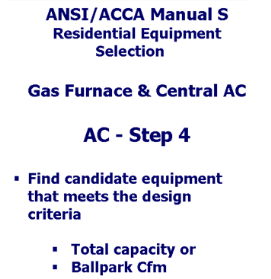 ANSI/ACCA Manual S
Residential Equipment
Selection
Gas Furnace & Central AC
AC - Step 4
▪ Find candidate equipment
that meets the design
criteria
▪ Total capacity or
▪ Ballpark Cfm